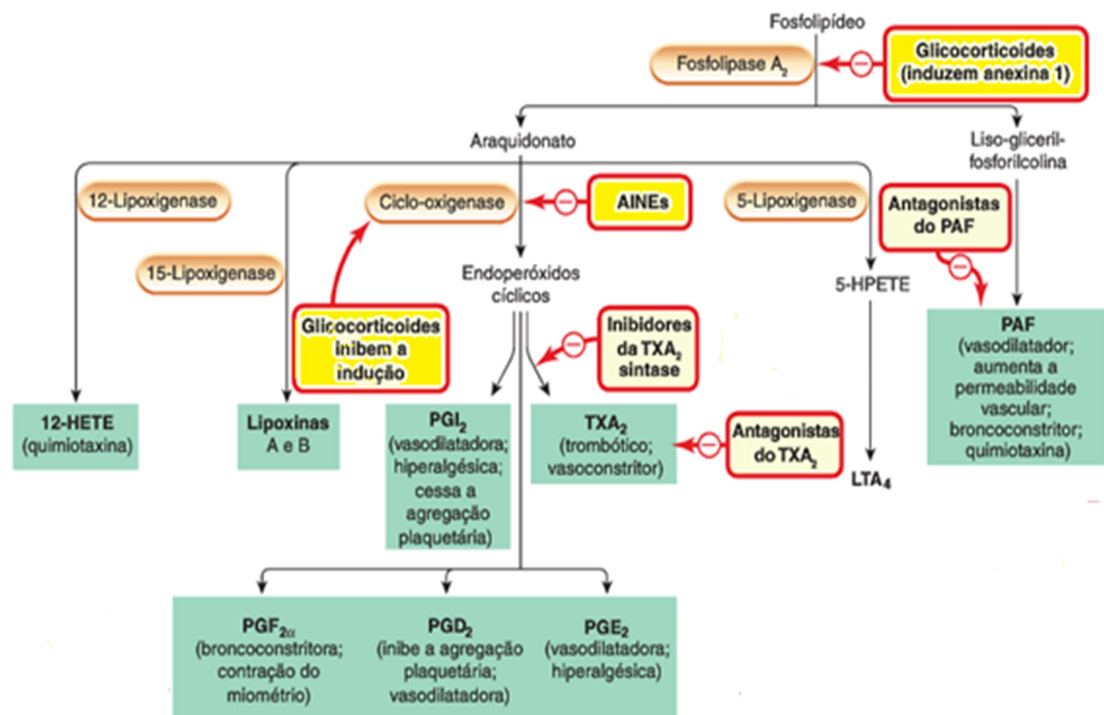 Fosfolipídeo
Fosfolipase A₂
Glicocorticoides
(induzem anexina 1)
Araquidonato
Liso-gliceril-
fosforilcolina
12-Lipoxigenase
Ciclo-oxigenase
AINEs
5-Lipoxigenase
Antagonistas
do PAF
15-Lipoxigenase
Endoperóxidos
cíclicos
5-HPETE
Glicocorticoides
inibem a
indução
Inibidores
da TXA₂
sintase
PAF
(vasodilatador;
aumenta a
permeabilidade
vascular;
broncoconstritor;
quimiotaxina)
12-HETE
(quimiotaxina)
Lipoxinas
A e B
PGI₂
(vasodilatadora;
hiperalgésica;
cessa a
agregação
plaquetária)
TXA₂
(trombótico;
vasoconstritor)
Antagonistas
do TXA₂
LTA₄
PGF₂α
(broncoconstritora;
contração do
miométrio)
PGD₂
(inibe a agregação
plaquetária;
vasodilatadora)
PGE₂
(vasodilatadora;
hiperalgésica)